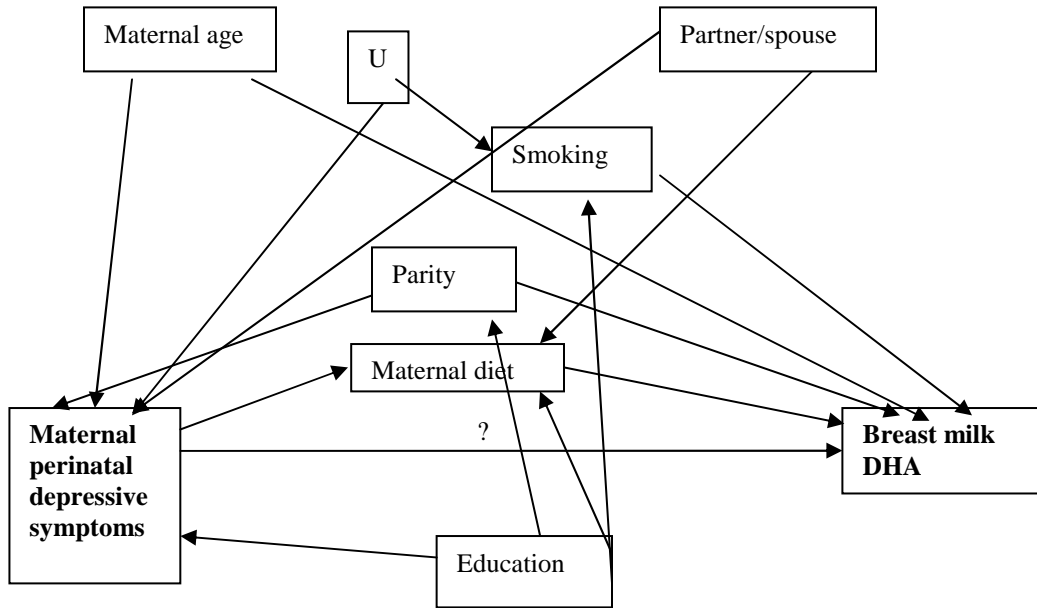 Maternal age
U
Partner/spouse
Smoking
Parity
Maternal diet
?
Maternal
perinatal
depressive
symptoms
Breast milk
DHA
Education